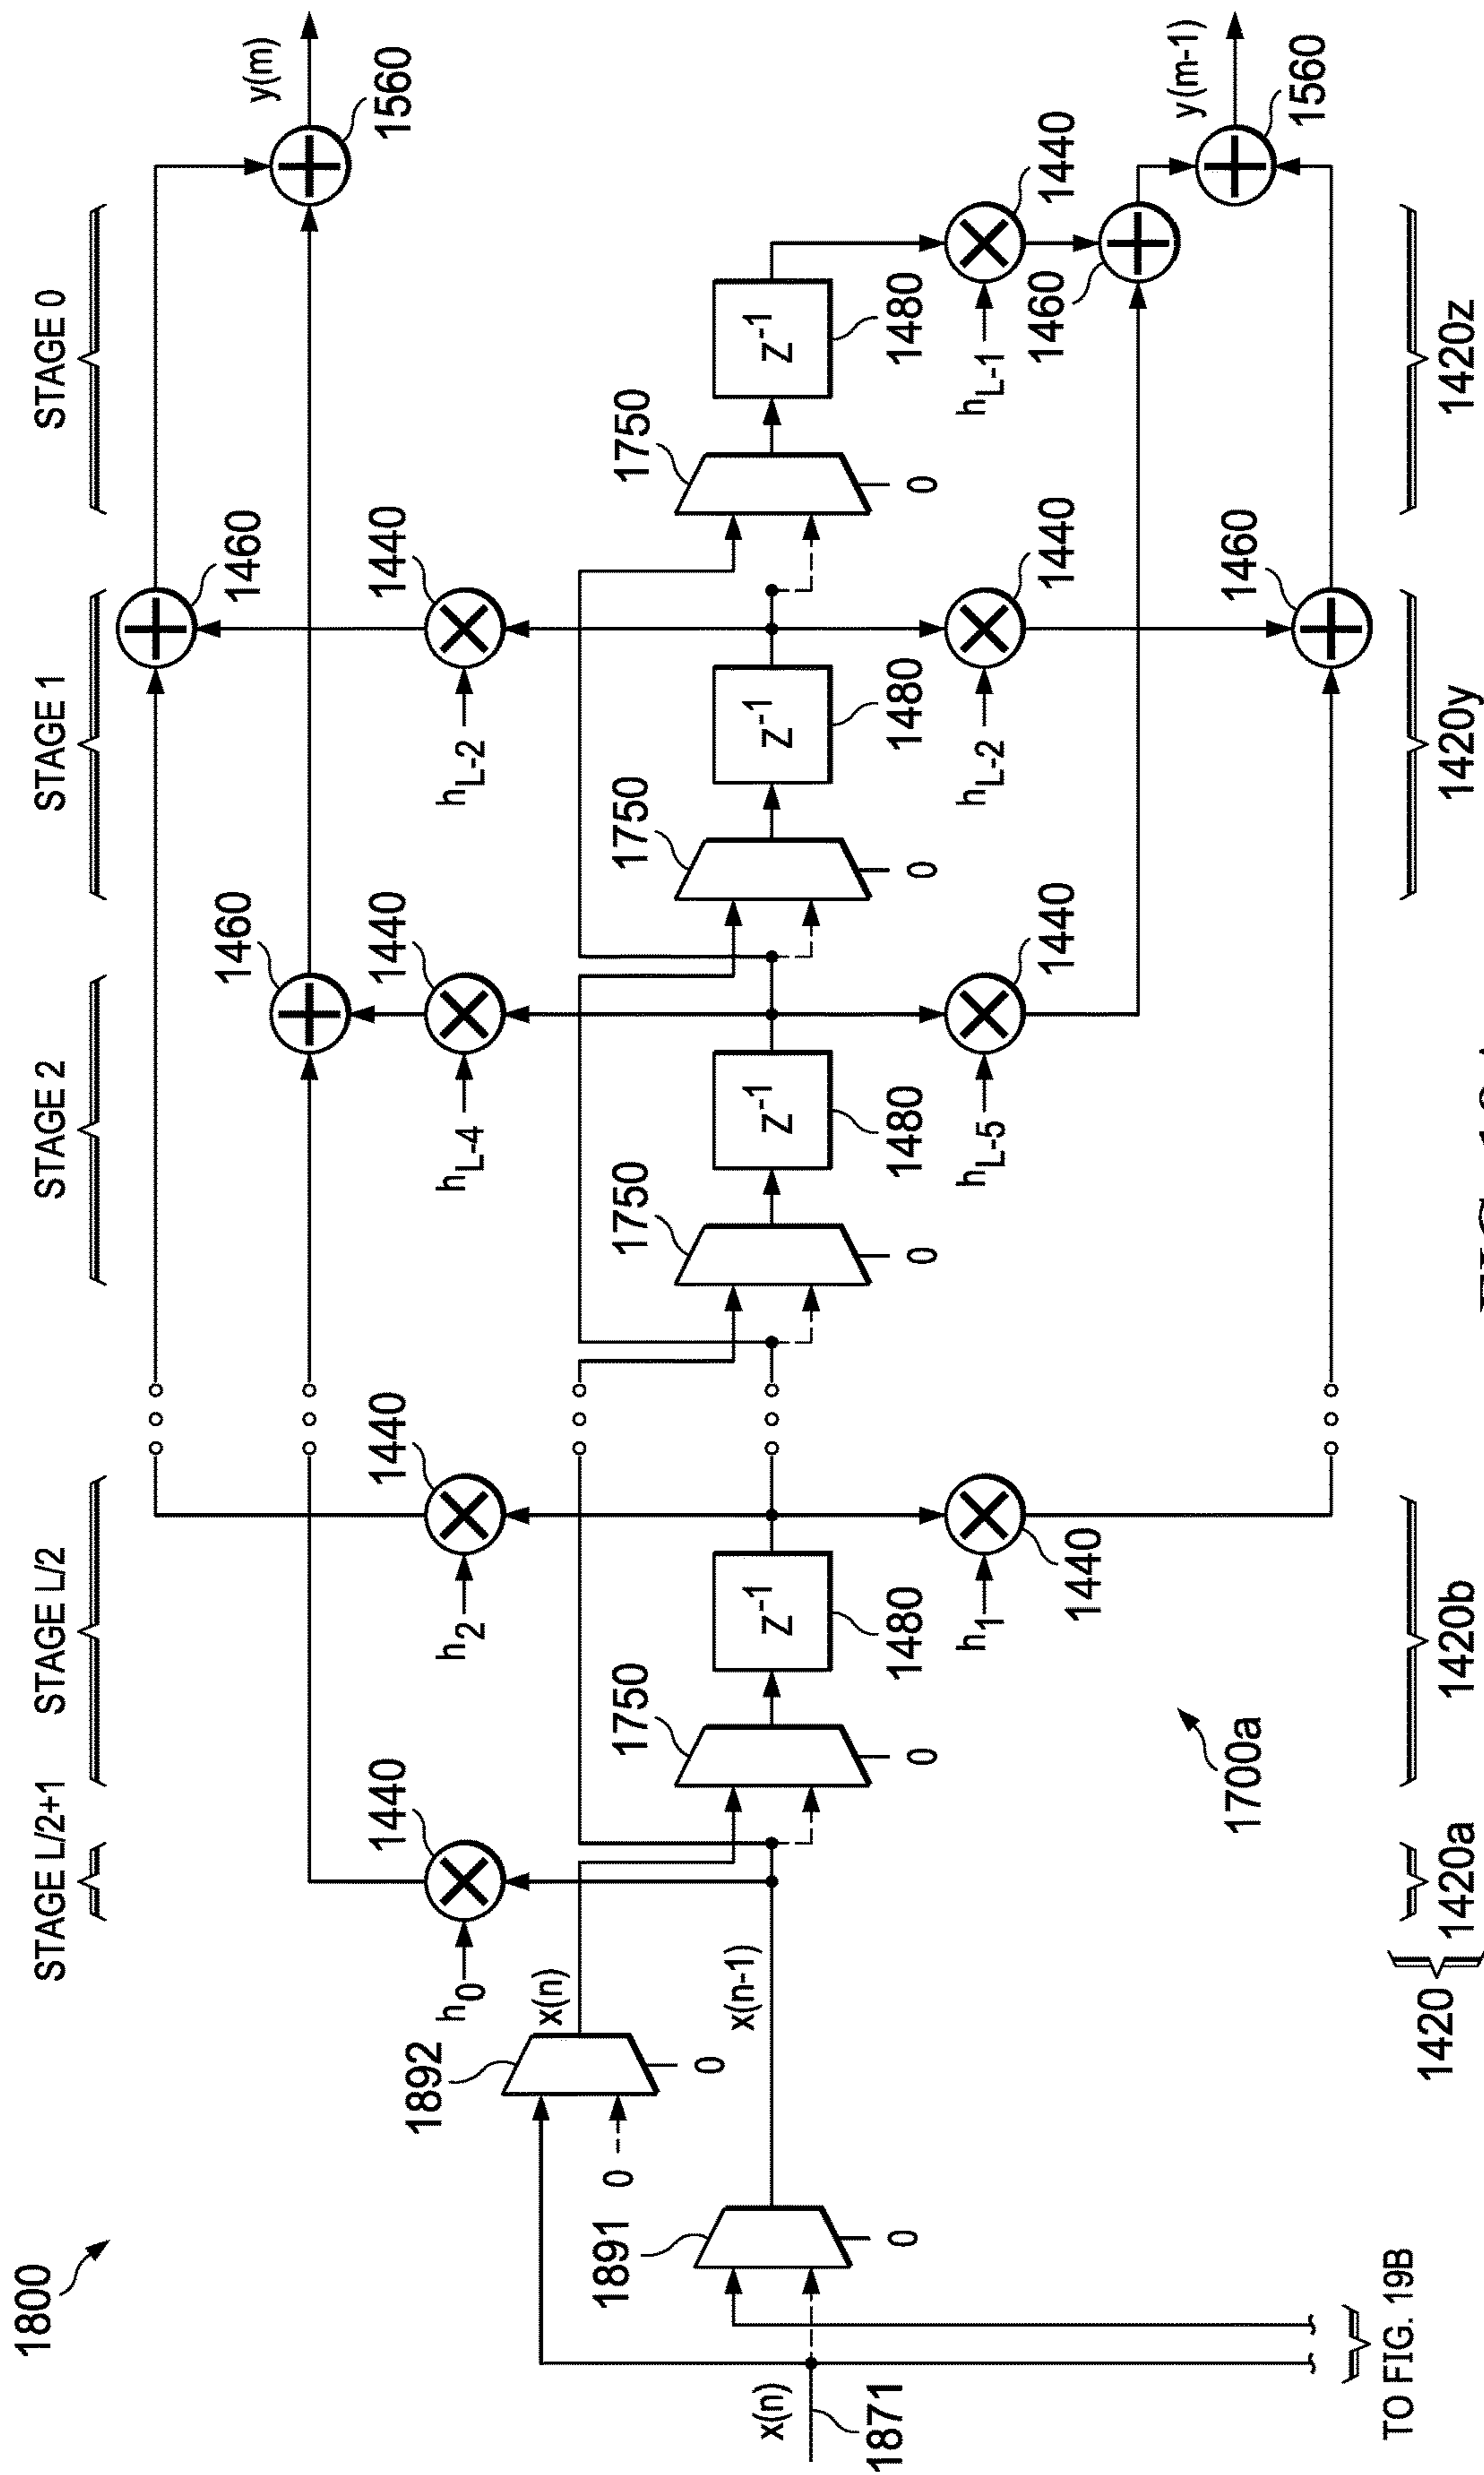 1800
STAGE L/2+1
STAGE L/2
STAGE 2
STAGE 1
STAGE 0
1460
1460
y(m)
1440
1440
1440
1440
1560
h0
h2
hL-4
hL-2
1892
x(n)
0
1891
1750
1750
1750
1750
0
x(n)
x(n-1)
z-1
z-1
z-1
z-1
1871
0
0
1480
0
1480
0
1480
0
1480
h1
hL-5
hL-2
hL-1
1440
1440
1440
1440
1460
y(m-1)
1700a
1460
1560
TO FIG. 19B
1420
1420a
1420b
1420y
1420z